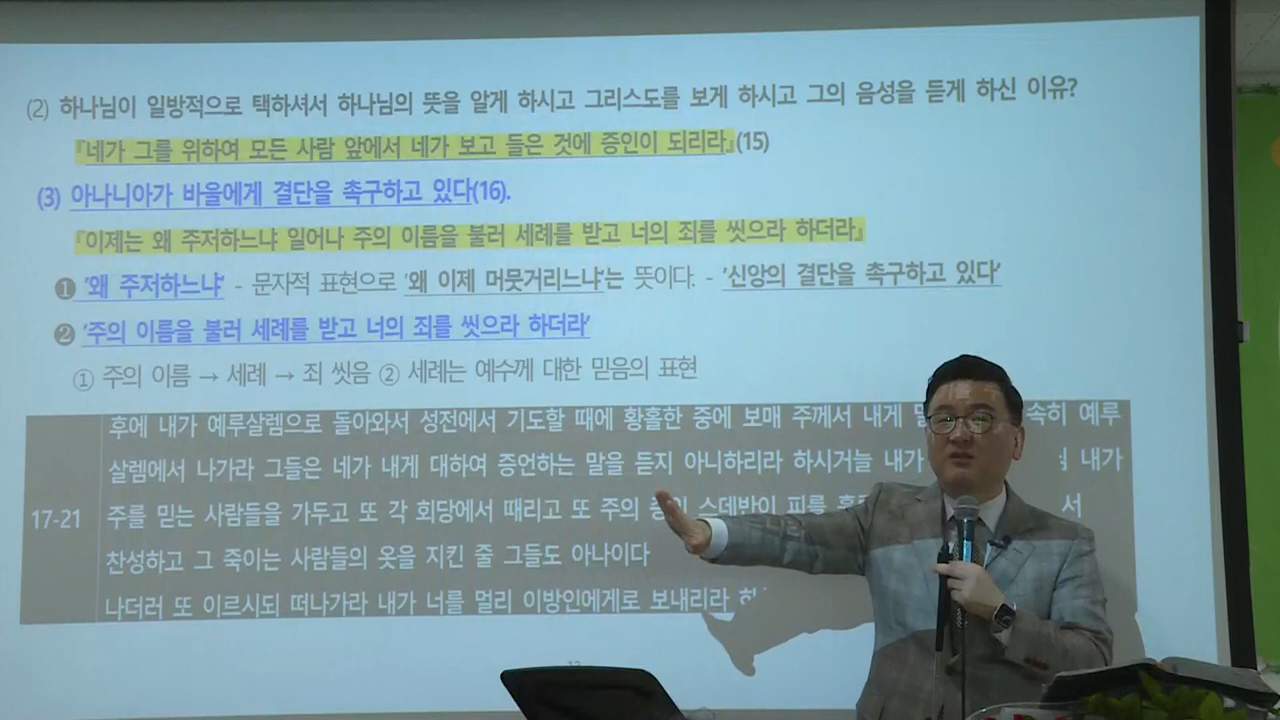 (2) 하나님이 일방적으로 택하셔서 하나님의 뜻을 알게 하시고 그리스도를 보게 하시고 그의 음성을 듣게 하신 이유?
『네가 그를 위하여 모든 사람 앞에서 네가 보고 들은 것에 증인이 되리라』(15)
(3) 아나니아가 바울에게 결단을 촉구하고 있다(16).
『이제는 왜 주저하느냐 일어나 주의 이름을 불러 세례를 받고 너의 죄를 씻으라 하더라』
❶ '왜 주저하느냐' - 문자적 표현으로 '왜 이제 머뭇거리느냐'는 뜻이다. - '신앙의 결단을 촉구하고 있다'
❷ '주의 이름을 불러 세례를 받고 너의 죄를 씻으라 하더라'
① 주의 이름 → 세례 → 죄 씻음 ② 세례는 예수께 대한 믿음의 표현
후에 내가 예루살렘으로 돌아와서 성전에서 기도할 때에 황홀한 중에 보매 주께서 내게 속히 예루
살렘에서 나가라 그들은 네가 내게 대하여 증언하는 말을 듣지 아니하리라 하시거늘 내가 내가
17-21 주를 믿는 사람들을 가두고 또 각 회당에서 때리고 또 주의 스데반이 피를 서
찬성하고 그 죽이는 사람들의 옷을 지킨 줄 그들도 아나이다
나더러 또 이르시되 떠나가라 내가 너를 멀리 이방인에게로 보내리라
12